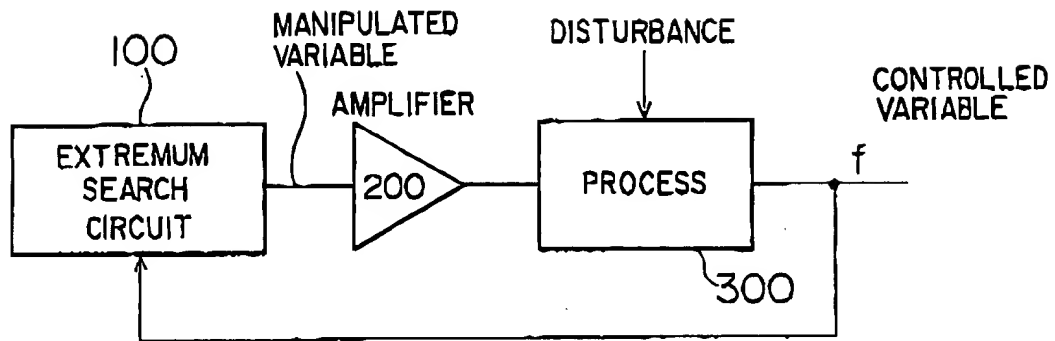 100
MANIPULATED
VARIABLE
AMPLIFIER
DISTURBANCE
CONTROLLED
VARIABLE
EXTREMUM
SEARCH
CIRCUIT
200
PROCESS
f
300